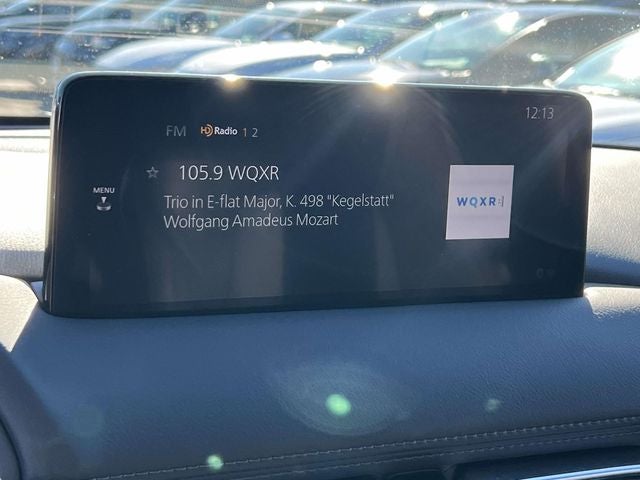 12:13
FM HD Radio 1 2
105.9 WQXR
MENU
Trio in E-flat Major, K. 498 "Kegelstatt"
Wolfgang Amadeus Mozart
WQXR